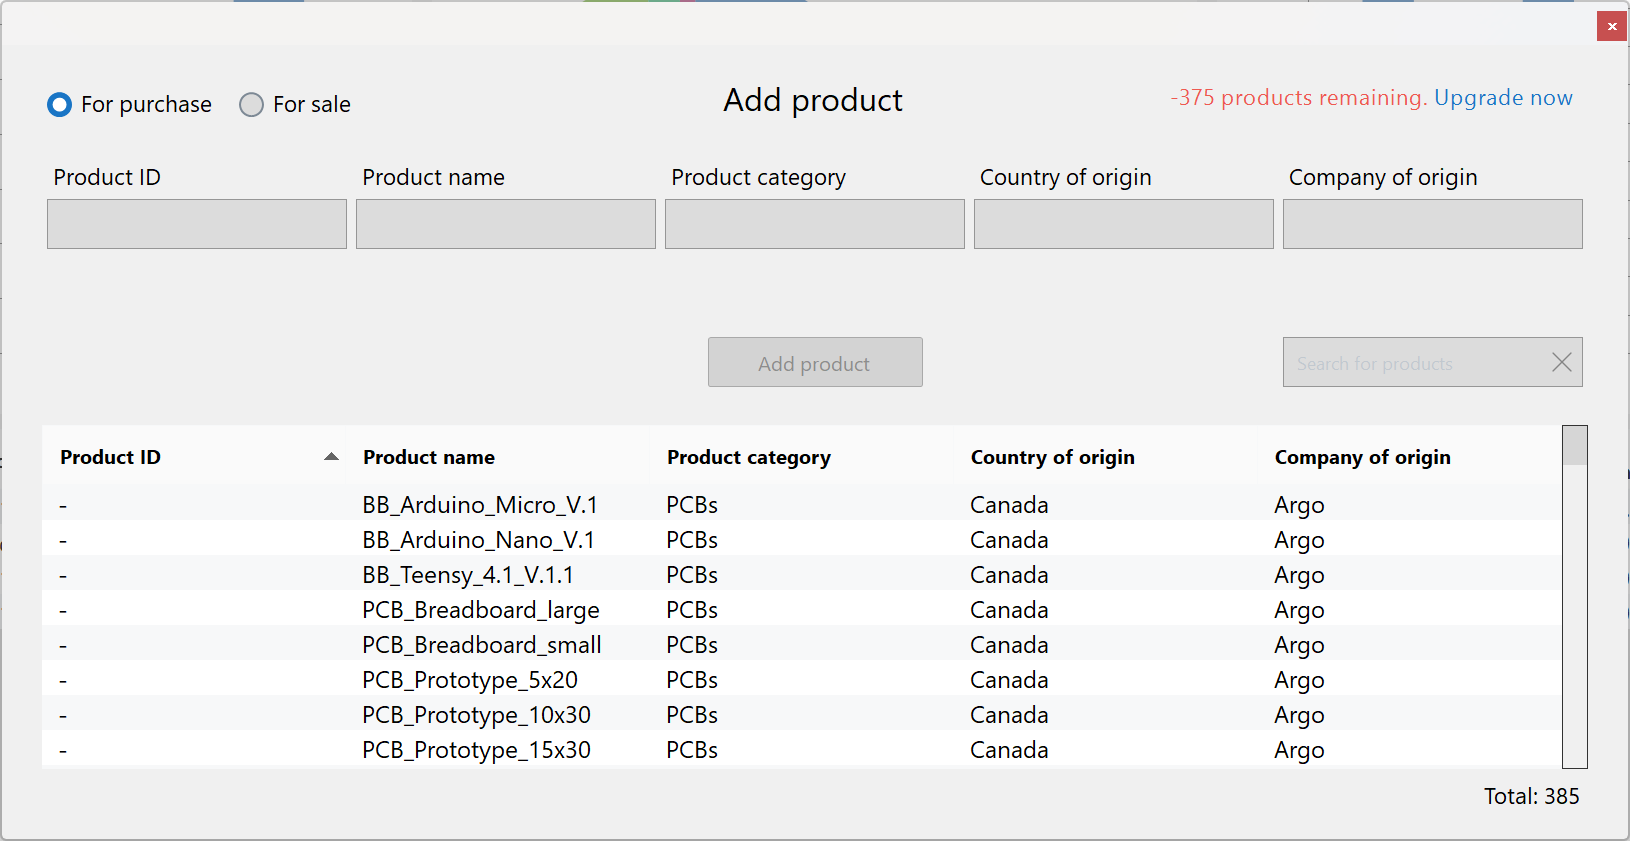 For purchase For sale Add product -375 products remaining. Upgrade now
Product ID Product name Product category Country of origin Company of origin
Add product Search for products
Product ID Product name Product category Country of origin Company of origin
- BB_Arduino_Micro_V.1 PCBs Canada Argo
- BB_Arduino_Nano_V.1 PCBs Canada Argo
- BB_Teensy_4.1_V.1.1 PCBs Canada Argo
- PCB_Breadboard_large PCBs Canada Argo
- PCB_Breadboard_small PCBs Canada Argo
- PCB_Prototype_5x20 PCBs Canada Argo
- PCB_Prototype_10x30 PCBs Canada Argo
- PCB_Prototype_15x30 PCBs Canada Argo
Total: 385